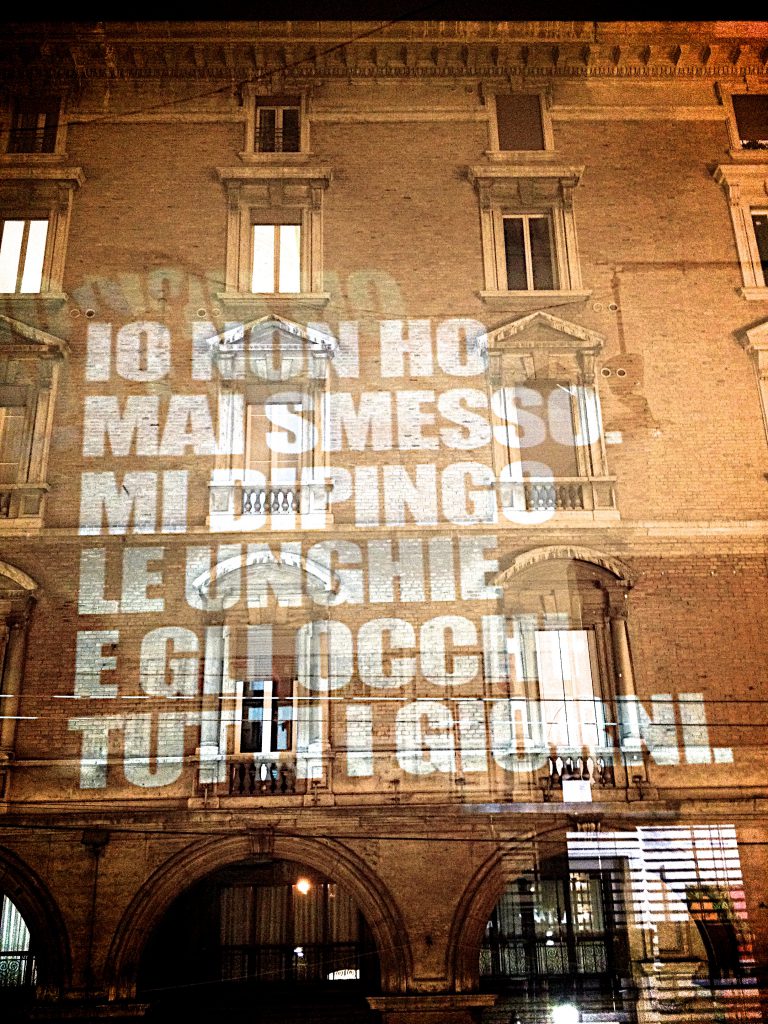 IO NON HO
MAI SMESSO.
MI DIPINGO
LE UNGHIE
E GLI OCCHI
TUTTI I GIORNI.